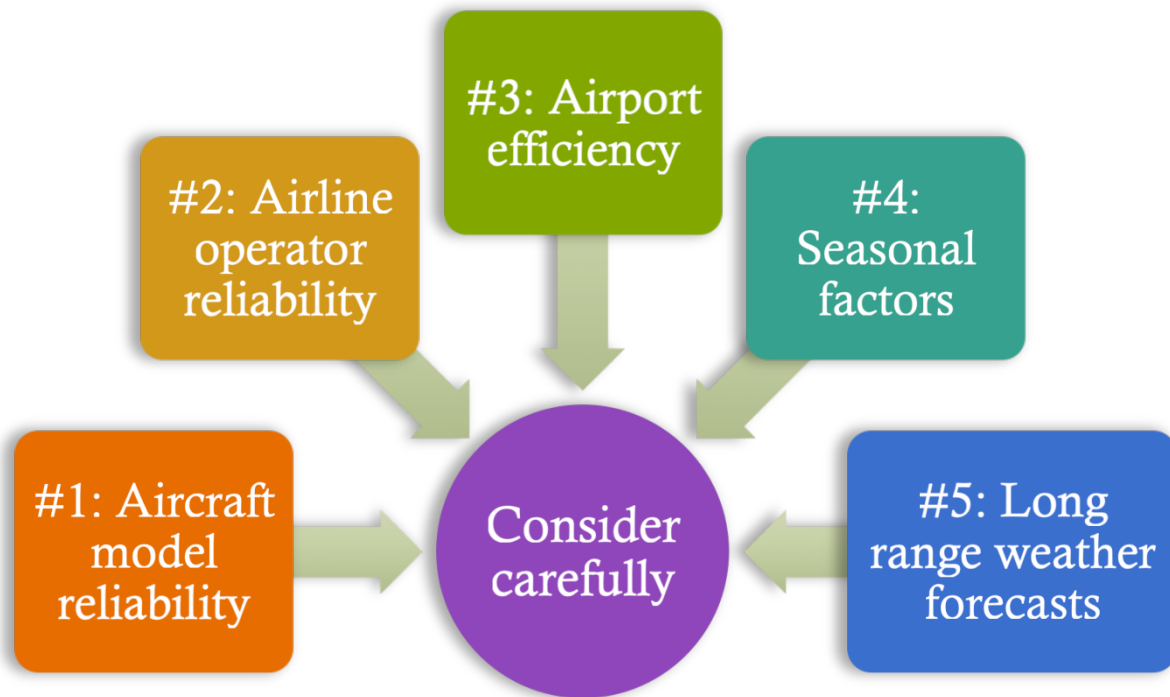 #1: Aircraft
model
reliability
#2: Airline
operator
reliability
#3: Airport
efficiency
#4:
Seasonal
factors
#5: Long
range weather
forecasts
Consider
carefully